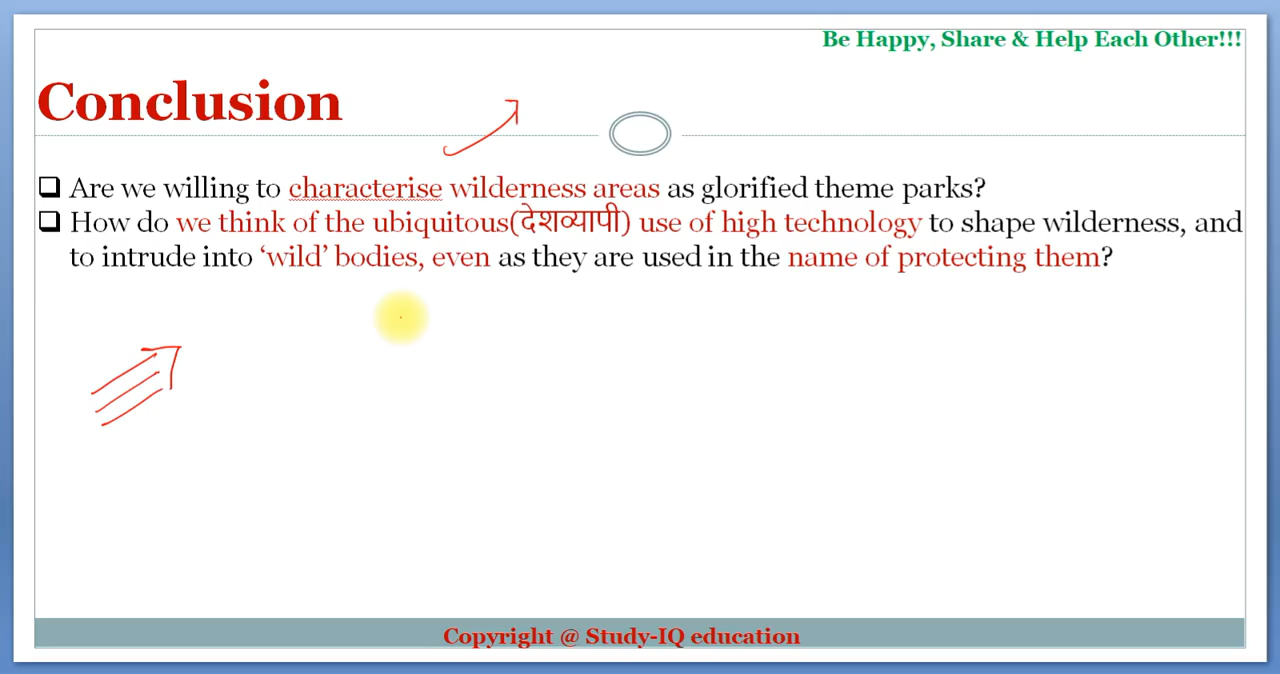 Be Happy, Share & Help Each Other!!!
Conclusion
Are we willing to characterise wilderness areas as glorified theme parks?
How do we think of the ubiquitous(देशव्यापी) use of high technology to shape wilderness, and
to intrude into ‘wild’ bodies, even as they are used in the name of protecting them?
Copyright @ Study-IQ education